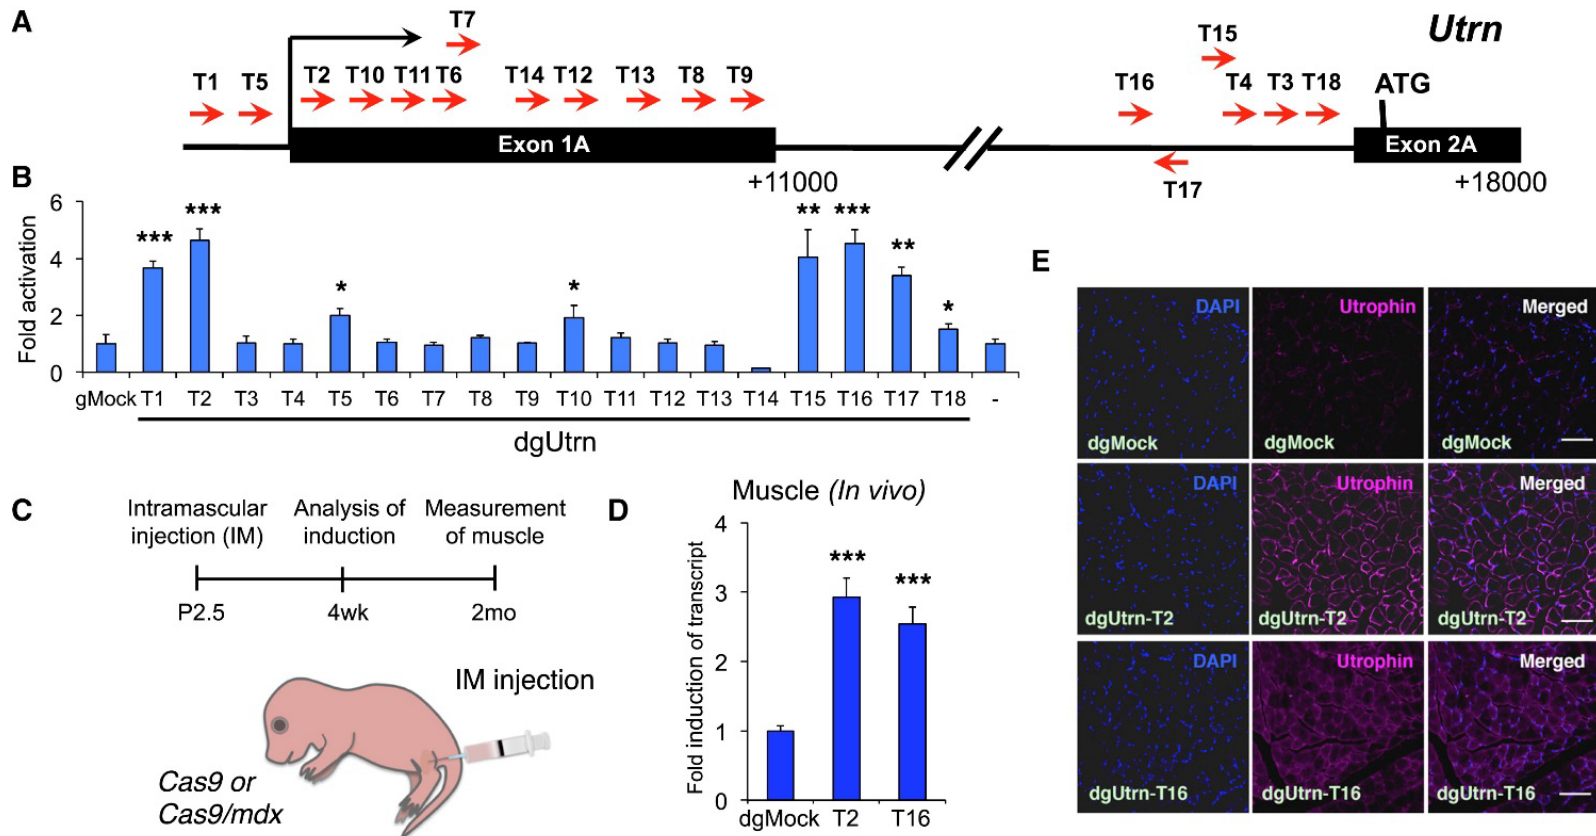 A
Utrn
T7
T15
T1 T5 T2 T10 T11 T6 T14 T12 T13 T8 T9
T16 T4 T3 T18 ATG
Exon 1A
Exon 2A
+11000
T17
+18000
B
Fold activation
6
4
2
0
*** *** * * ** *** ** *
gMock T1 T2 T3 T4 T5 T6 T7 T8 T9 T10 T11 T12 T13 T14 T15 T16 T17 T18 -
dgUtrn
C
Intramascular
injection (IM)
Analysis of
induction
Measurement
of muscle
P2.5 4wk 2mo
IM injection
Cas9 or
Cas9/mdx
D
Muscle (In vivo)
Fold induction of transcript
4
3
2
1
0
*** ***
dgMock T2 T16
E
DAPI Utrophin Merged
dgMock dgMock dgMock
DAPI Utrophin Merged
dgUtrn-T2 dgUtrn-T2 dgUtrn-T2
DAPI Utrophin Merged
dgUtrn-T16 dgUtrn-T16 dgUtrn-T16